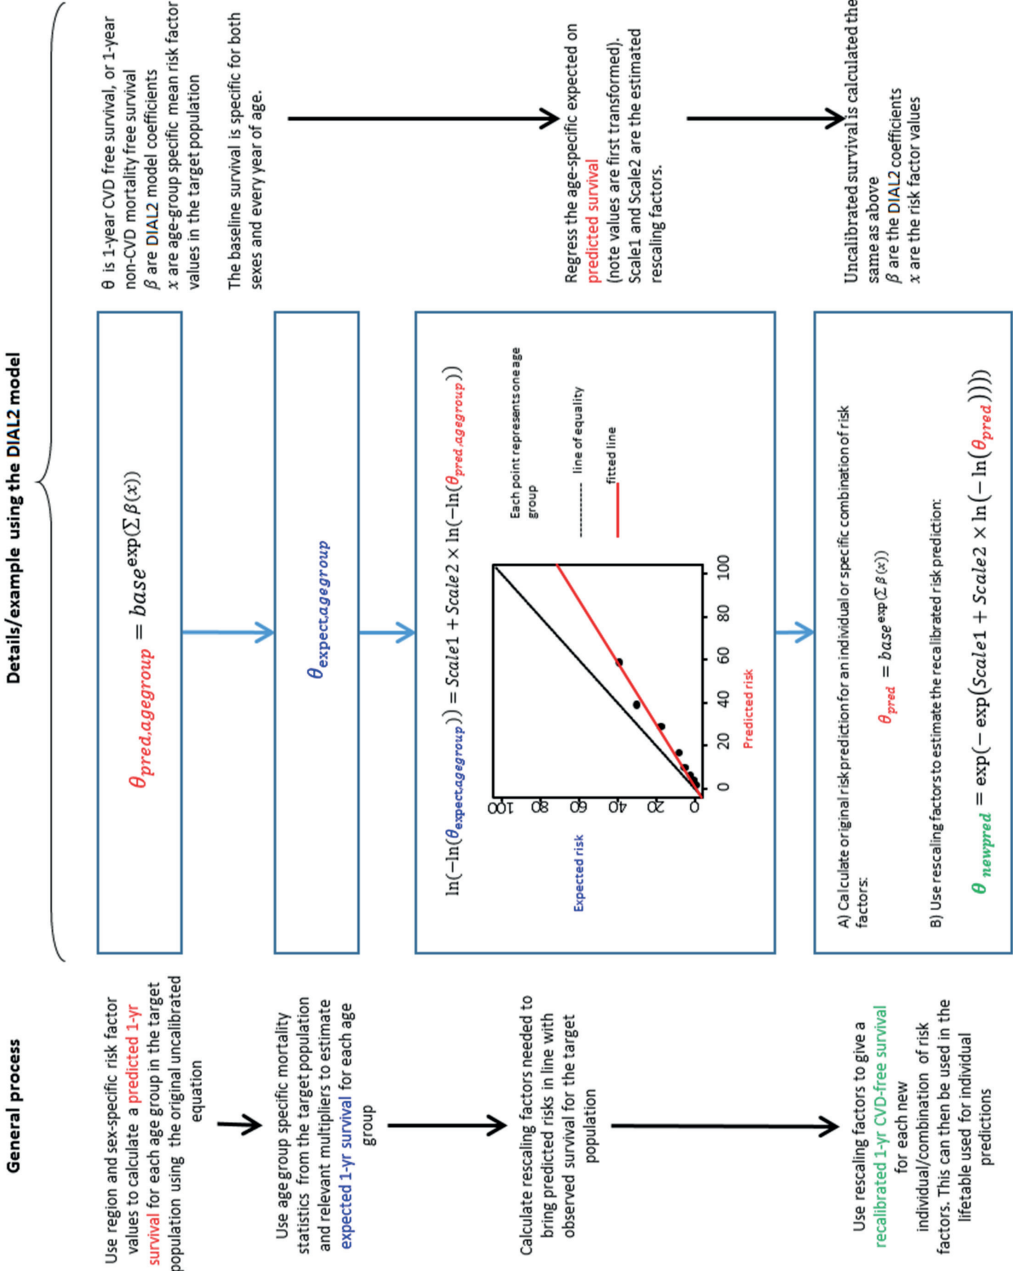 General process
Details/example using the DIAL2 model
Use region and sex-specific risk factor
values to calculate a predicted 1-yr
survival for each age group in the target
population using the original uncalibrated
equation
θpred,agegroup = base^exp(∑ β(x))
θ is 1-year CVD free survival, or 1-year
non-CVD mortality free survival
β are DIAL2 model coefficients
x are age-group specific mean risk factor
values in the target population
The baseline survival is specific for both
sexes and every year of age.
Use age group specific mortality
statistics from the target population
and relevant multipliers to estimate
expected 1-yr survival for each age
group
θexpect,agegroup
Calculate rescaling factors needed to
bring predicted risks in line with
observed survival for the target
population
ln(−ln(θexpect,agegroup)) = Scale1 + Scale2 × ln(−ln(θpred,agegroup))
Expected risk
100
80
60
40
20
0
0
20
40
60
80
100
Predicted risk
Each point represents one age
group
line of equality
fitted line
Regress the age-specific expected on
predicted survival
(note values are first transformed).
Scale1 and Scale2 are the estimated
rescaling factors.
Use rescaling factors to give a
recalibrated 1-yr CVD-free survival
for each new
individual/combination of risk
factors. This can then be used in the
lifetable used for individual
predictions
A) Calculate original risk prediction for an individual or specific combination of risk
factors:
θpred = base^exp(∑ β(x))
B) Use rescaling factors to estimate the recalibrated risk prediction:
θ newpred = exp(− exp(Scale1 + Scale2 × ln(− ln(θpred))))
Uncalibrated survival is calculated the
same as above
β are the DIAL2 coefficients
x are the risk factor values